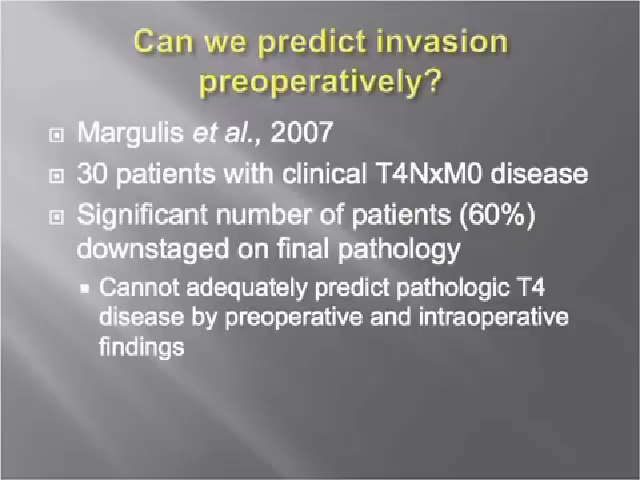 Can we predict invasion
preoperatively?
Margulis et al., 2007
30 patients with clinical T4NxM0 disease
Significant number of patients (60%)
downstaged on final pathology
Cannot adequately predict pathologic T4
disease by preoperative and intraoperative
findings